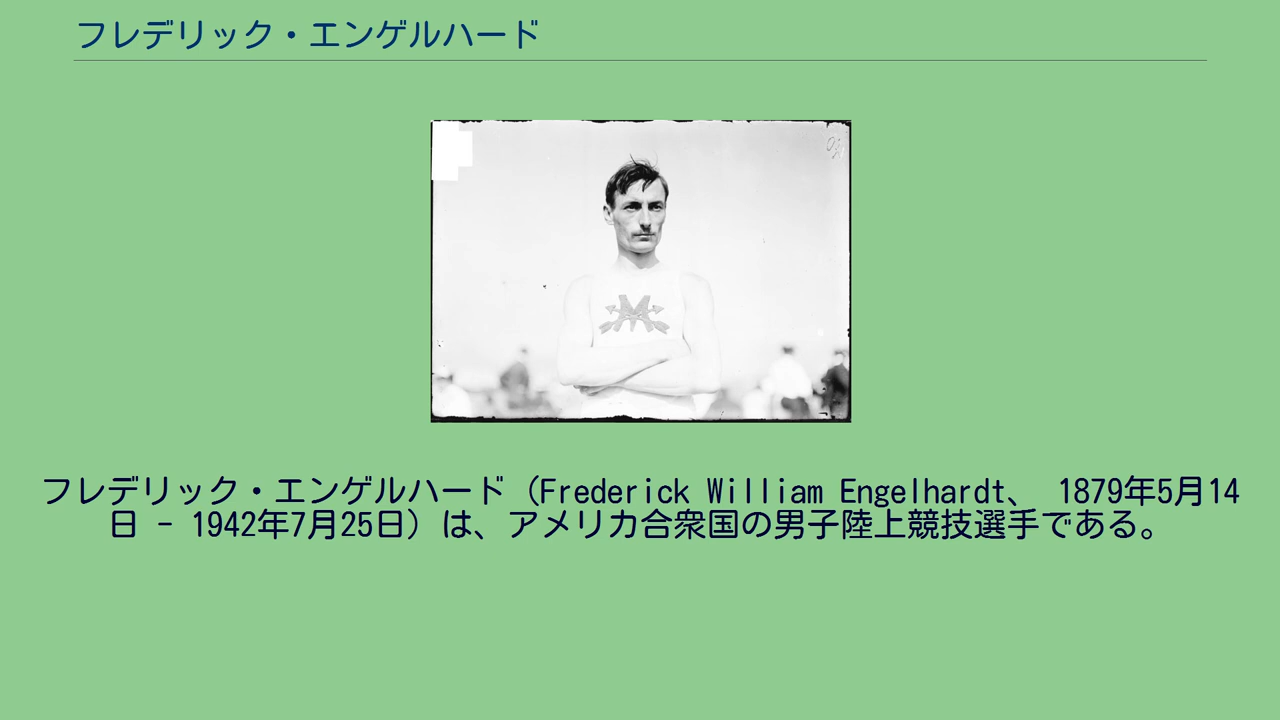 フレデリック・エンゲルハード
フレデリック・エンゲルハード（Frederick William Engelhardt、 1879年5月14
日 - 1942年7月25日）は、アメリカ合衆国の男子陸上競技選手である。